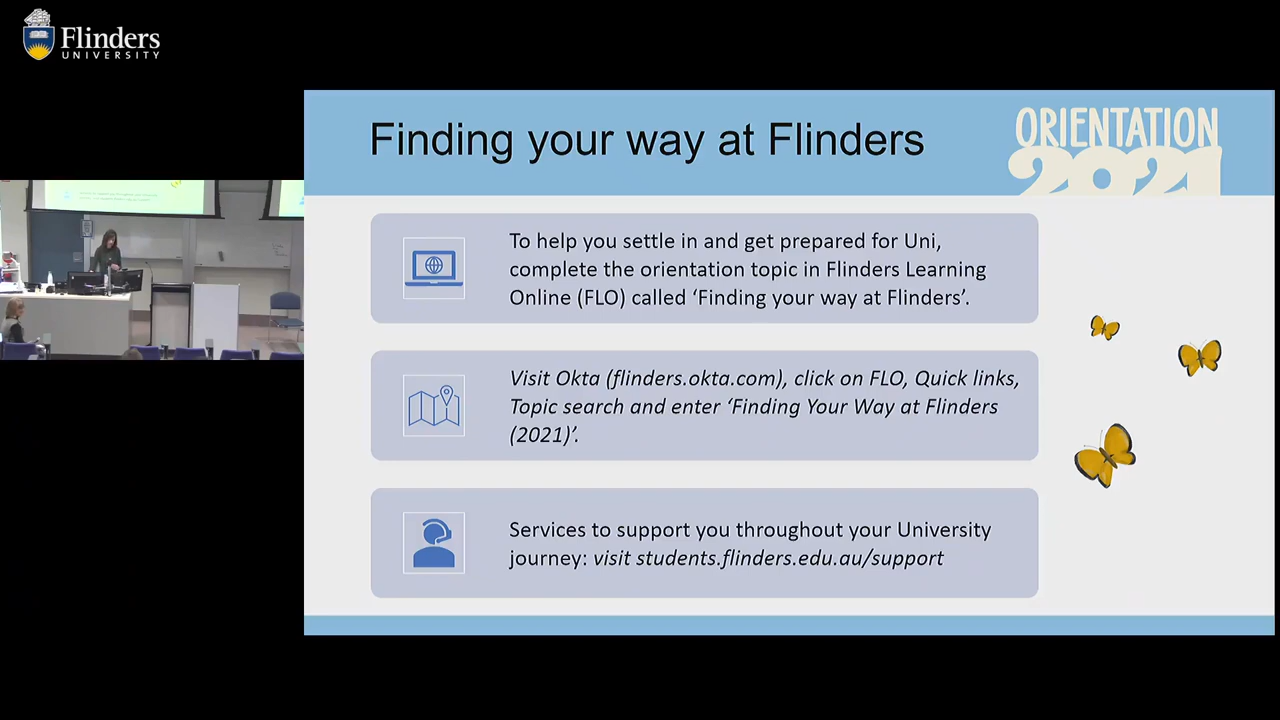 Flinders
UNIVERSITY
Finding your way at Flinders
ORIENTATION
2021
To help you settle in and get prepared for Uni,
complete the orientation topic in Flinders Learning
Online (FLO) called ‘Finding your way at Flinders’.
Visit Okta (flinders.okta.com), click on FLO, Quick links,
Topic search and enter ‘Finding Your Way at Flinders
(2021)’.
Services to support you throughout your University
journey: visit students.flinders.edu.au/support